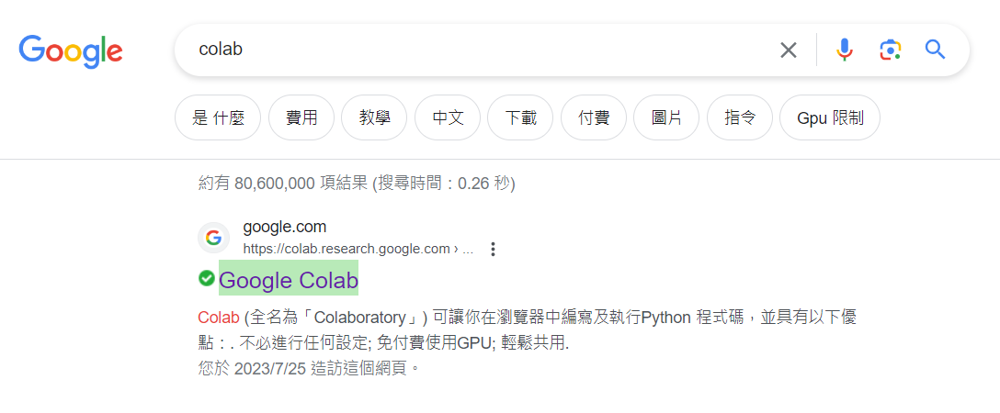 Google
colab
是 什麼
費用
教學
中文
下載
付費
圖片
指令
Gpu 限制
約有 80,600,000 項結果 (搜尋時間：0.26 秒)
G
google.com
https://colab.research.google.com › ...
Google Colab
Colab (全名為「Colaboratory」) 可讓你在瀏覽器中編寫及執行Python 程式碼，並具有以下優
點：. 不必進行任何設定; 免付費使用GPU; 輕鬆共用.
您於 2023/7/25 造訪這個網頁。